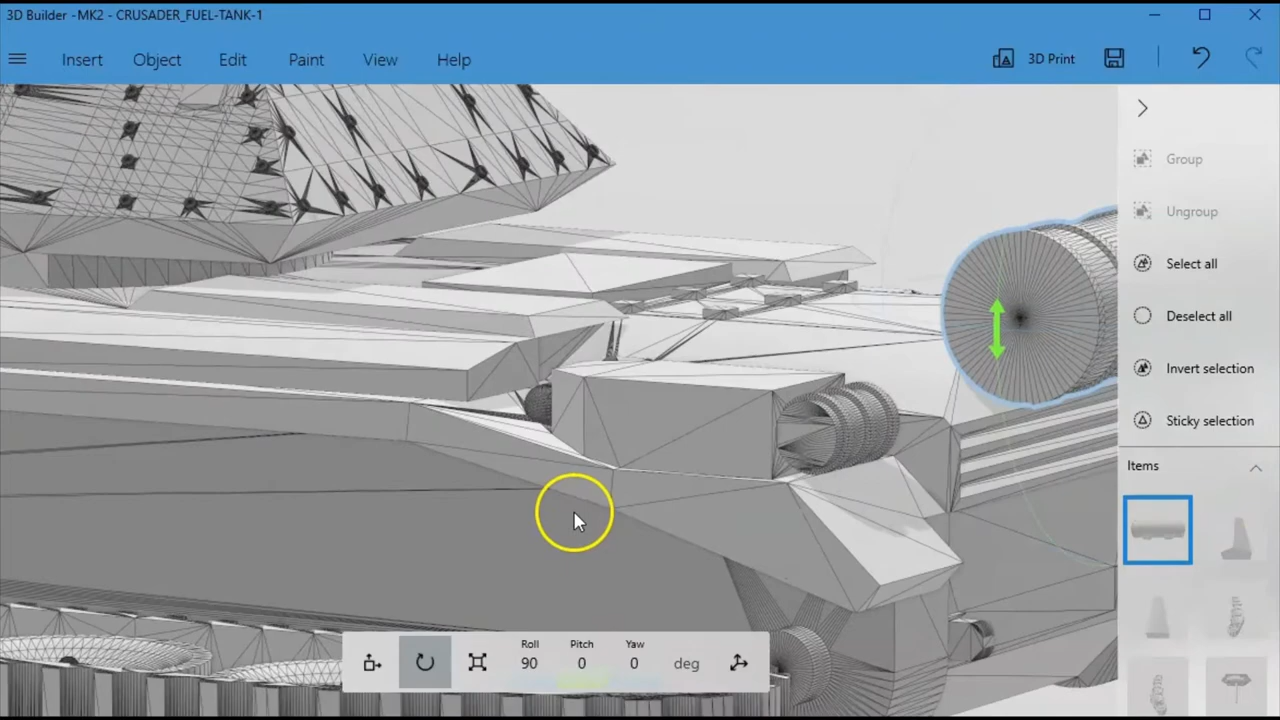 3D Builder -MK2 - CRUSADER_FUEL-TANK-1
Insert Object Edit Paint View Help 3D Print
Group
Ungroup
Select all
Deselect all
Invert selection
Sticky selection
Items
Roll Pitch Yaw
90 0 0 deg